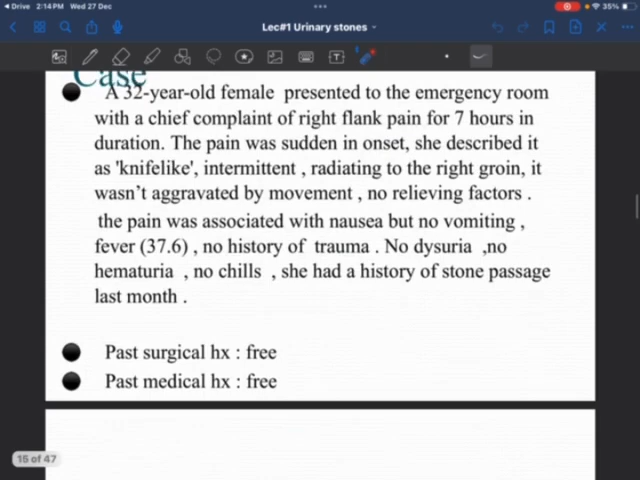 Drive 2:14 PM Wed 27 Dec
35%
Lec#1 Urinary stones
Case
A 32-year-old female presented to the emergency room
with a chief complaint of right flank pain for 7 hours in
duration. The pain was sudden in onset, she described it
as 'knifelike', intermittent , radiating to the right groin, it
wasn't aggravated by movement , no relieving factors .
the pain was associated with nausea but no vomiting ,
fever (37.6) , no history of trauma . No dysuria ,no
hematuria , no chills , she had a history of stone passage
last month .
Past surgical hx : free
Past medical hx : free
15 of 47